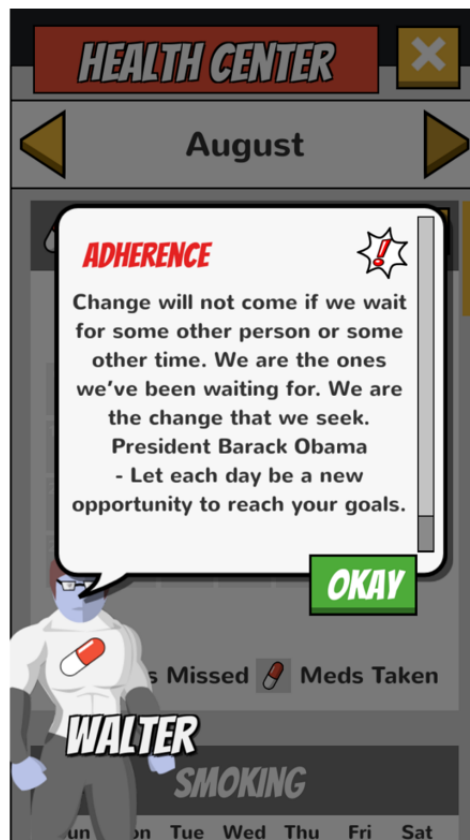 HEALTH CENTER
August
ADHERENCE
Change will not come if we wait
for some other person or some
other time. We are the ones
we've been waiting for. We are
the change that we seek.
President Barack Obama
- Let each day be a new
opportunity to reach your goals.
OKAY
Missed Meds Taken
WALTER
SMOKING
Tue Wed Thu Fri Sat